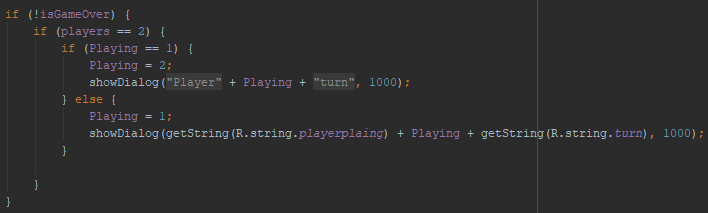 if (!isGameOver) {
    if (players == 2) {
        if (Playing == 1) {
            Playing = 2;
            showDialog("Player" + Playing + "turn", 1000);
        } else {
            Playing = 1;
            showDialog(getString(R.string.playerplaing) + Playing + getString(R.string.turn), 1000);
        }
    }
}